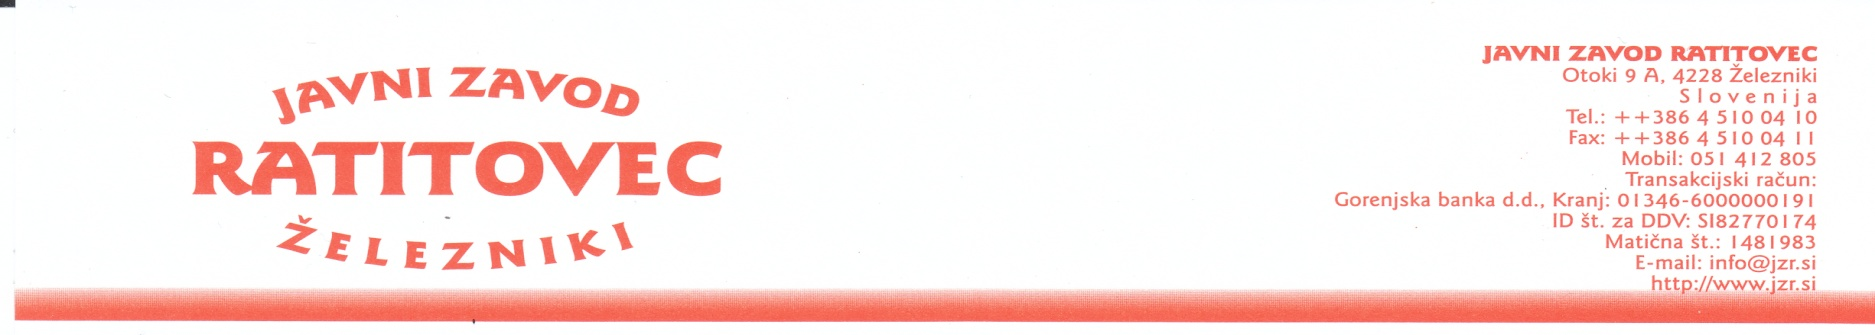 JAVNI ZAVOD
RATITOVEC
ŽELEZNIKI
JAVNI ZAVOD RATITOVEC
Otoki 9 A, 4228 Železniki
Slovenija
Tel.: ++386 4 510 04 10
Fax: ++386 4 510 04 11
Mobil: 051 412 805
Transakcijski račun:
Gorenjska banka d.d., Kranj: 01346-6000000191
ID št. za DDV: SI82770174
Matična št.: 1481983
E-mail: info@jzr.si
http://www.jzr.si